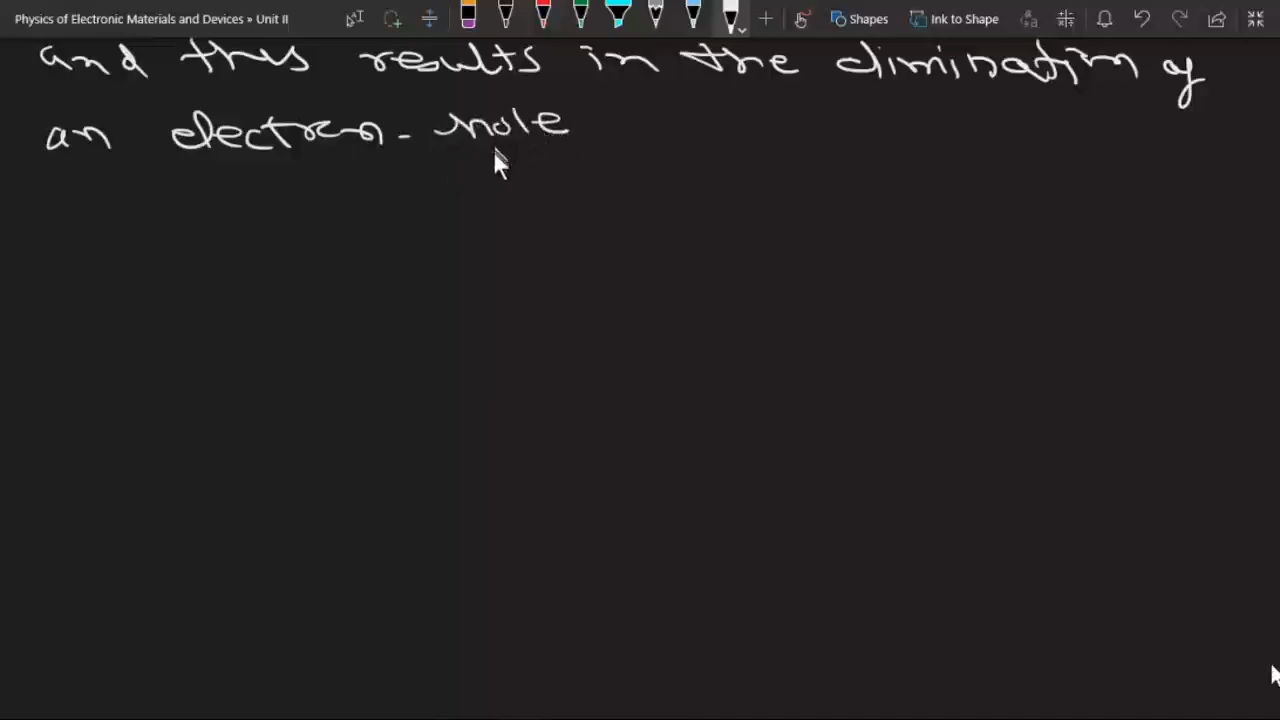 Physics of Electronic Materials and Devices » Unit II
Shapes
Ink to Shape
and this results in the elimination of
an electron - hole